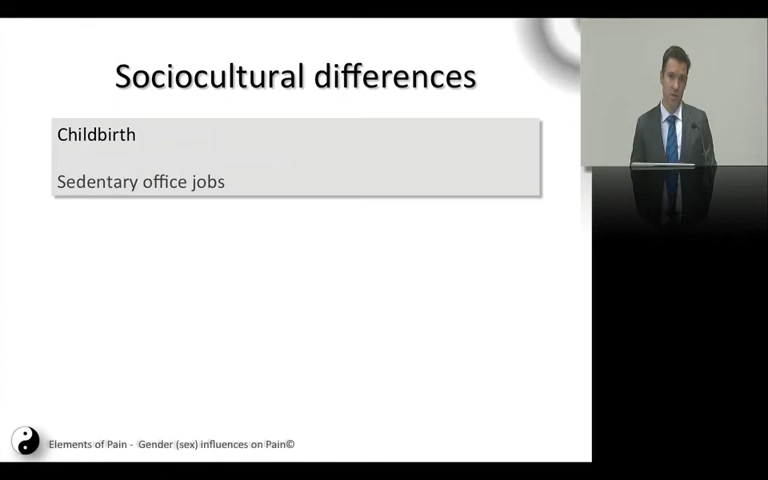 Sociocultural differences
Childbirth
Sedentary office jobs
Elements of Pain - Gender (sex) influences on Pain©